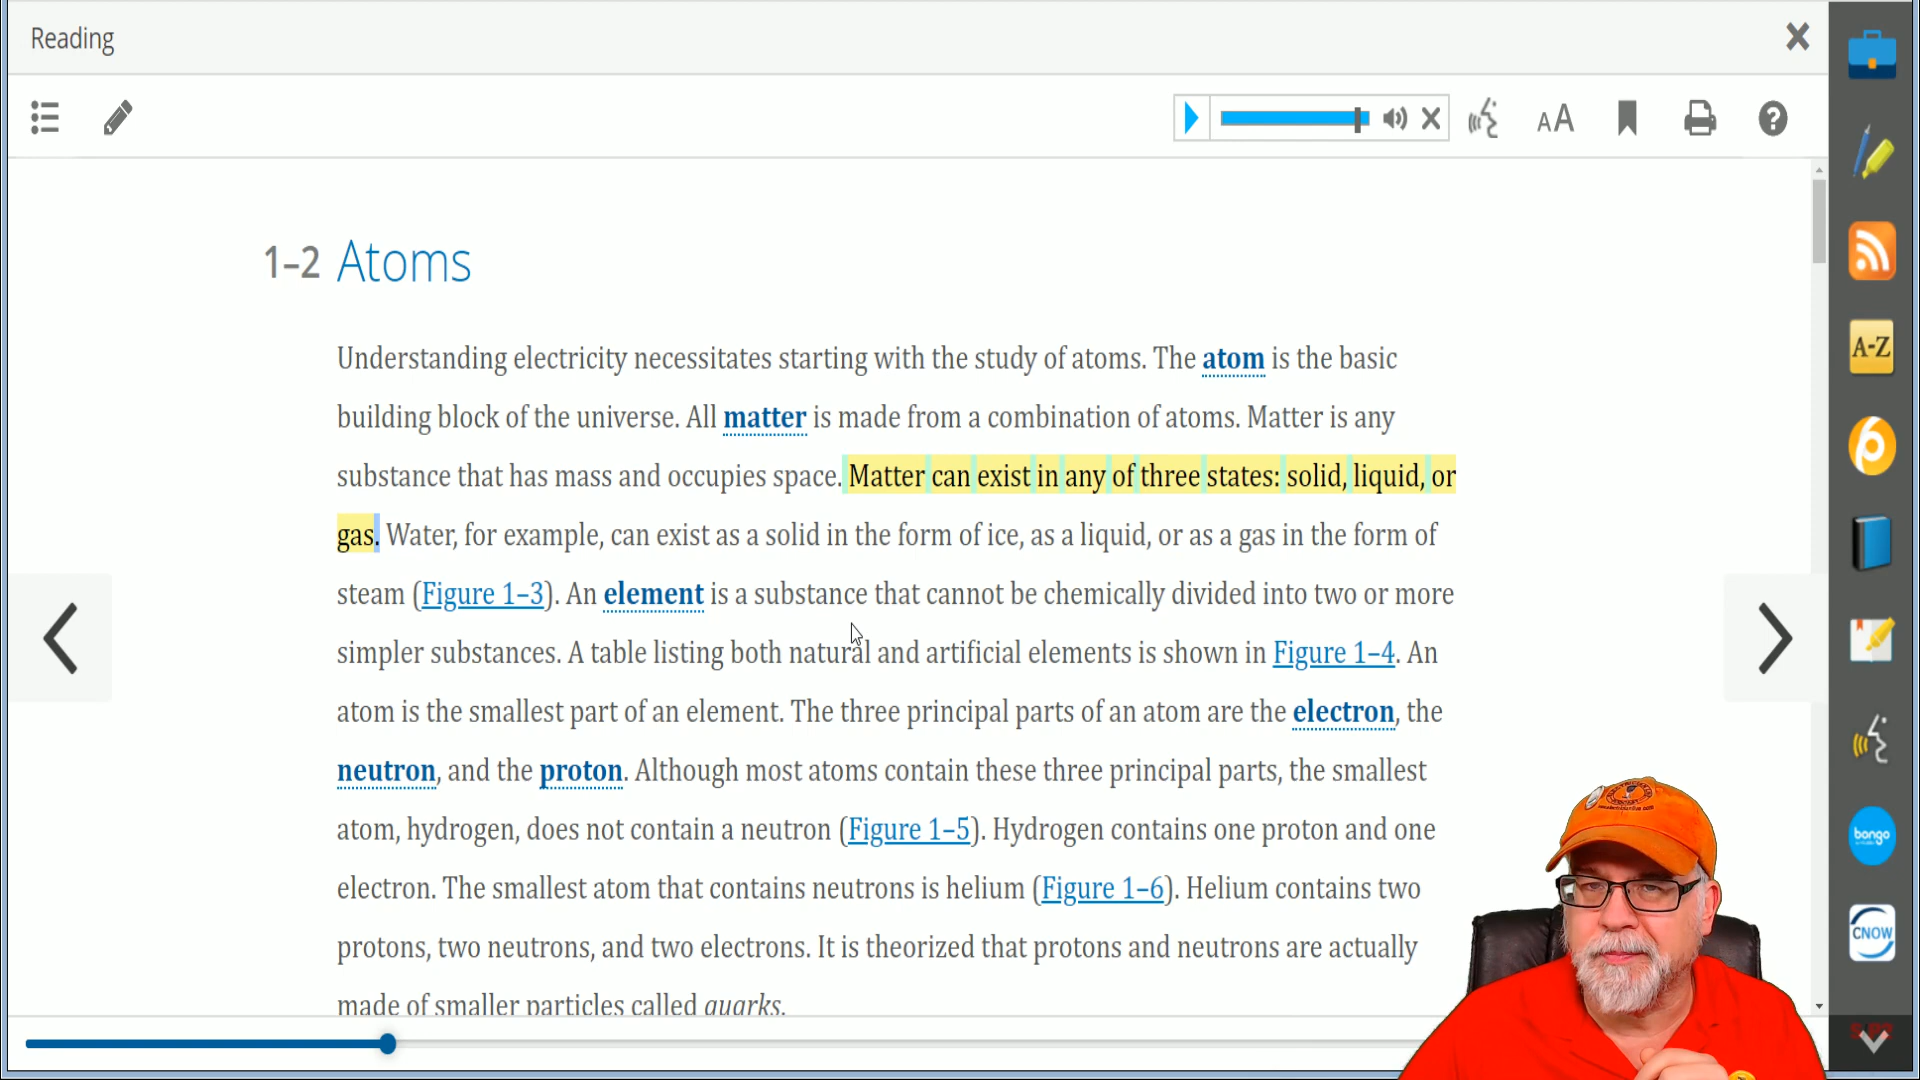 Reading
AA
?
1–2 Atoms
Understanding electricity necessitates starting with the study of atoms. The atom is the basic
building block of the universe. All matter is made from a combination of atoms. Matter is any
substance that has mass and occupies space. Matter can exist in any of three states: solid, liquid, or
gas. Water, for example, can exist as a solid in the form of ice, as a liquid, or as a gas in the form of
steam (Figure 1–3). An element is a substance that cannot be chemically divided into two or more
simpler substances. A table listing both natural and artificial elements is shown in Figure 1–4. An
atom is the smallest part of an element. The three principal parts of an atom are the electron, the
neutron, and the proton. Although most atoms contain these three principal parts, the smallest
atom, hydrogen, does not contain a neutron (Figure 1–5). Hydrogen contains one proton and one
electron. The smallest atom that contains neutrons is helium (Figure 1–6). Helium contains two
protons, two neutrons, and two electrons. It is theorized that protons and neutrons are actually
made of smaller particles called quarks.
A-Z
bongo
CNOW